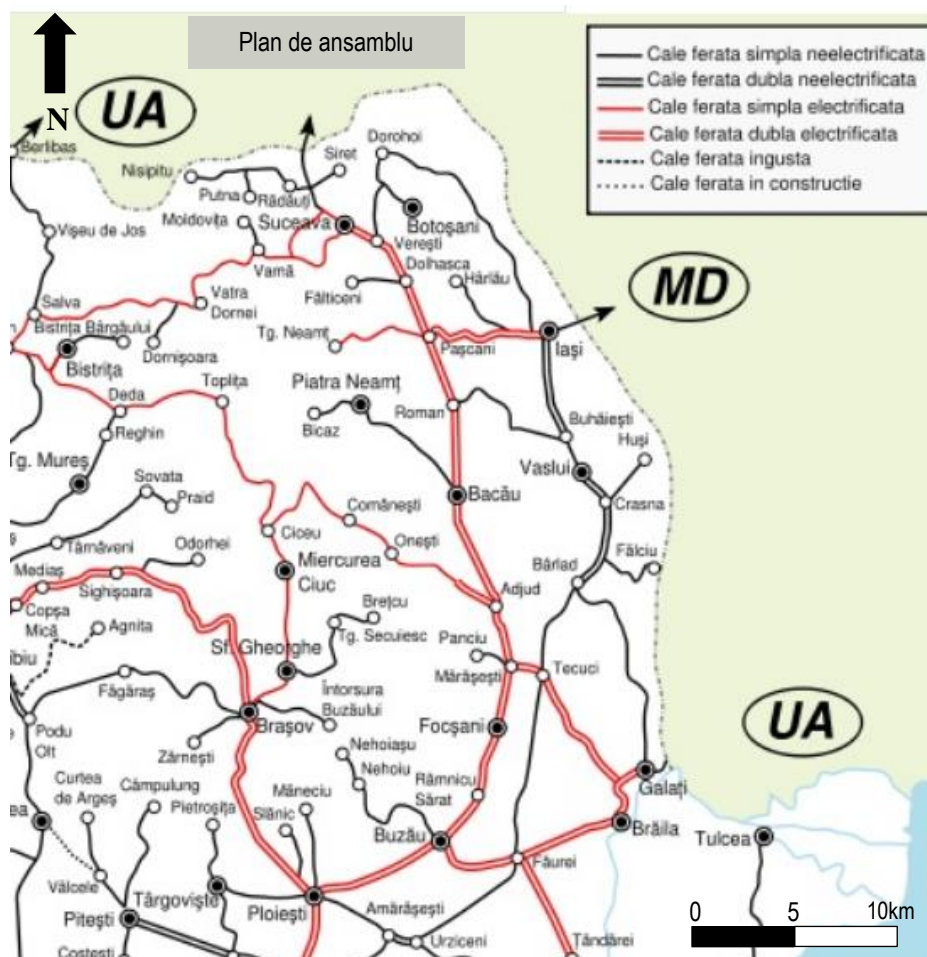 Plan de ansamblu
Cale ferata simpla neelectrificata
Cale ferata dubla neelectrificata
Cale ferata simpla electrificata
Cale ferata dubla electrificata
Cale ferata ingusta
Cale ferata in constructie
N
UA
Berlibas
Dorohoi
Siret
Nisipitu
Putna
Rădăuți
Moldovița
Suceava
Botoșani
Vișeu de Jos
Verești
Vamă
Dolhasca
Hârlău
MD
Vatra
Dornei
Fălticeni
Salva
Bistrița Bârgăului
Tg. Neamț
Pașcani
Iași
Dornișoara
Bistrița
Toplița
Piatra Neamț
Deda
Roman
Bicaz
Buhăiești
Reghin
Huși
Tg. Mureș
Vaslui
Sovata
Bacău
Praid
Comănești
Crasna
Ciceu
Târnăveni
Odorhei
Onești
Fălciu
Miercurea
Ciuc
Mediaș
Bârlad
Sighișoara
Adjud
Copșa
Mică
Brețcu
Agnita
Tg. Secuiesc
Panciu
ibiu
Sf. Gheorghe
Mărășești
Tecuci
Făgăraș
Întorsura
Buzăului
Brașov
Focșani
UA
Podu
Olt
Zărnești
Nehoiașu
Nehoiu
Râmnicu
Sărat
Galați
Curtea
de Argeș
Câmpulung
Pietroșița
Măneciu
Slănic
ea
Buzău
Brăila
Tulcea
Făurei
Vâlcele
Târgoviște
Ploiești
Amărășești
Pitești
Urziceni
Țăndărei
Costești
0 5 10km